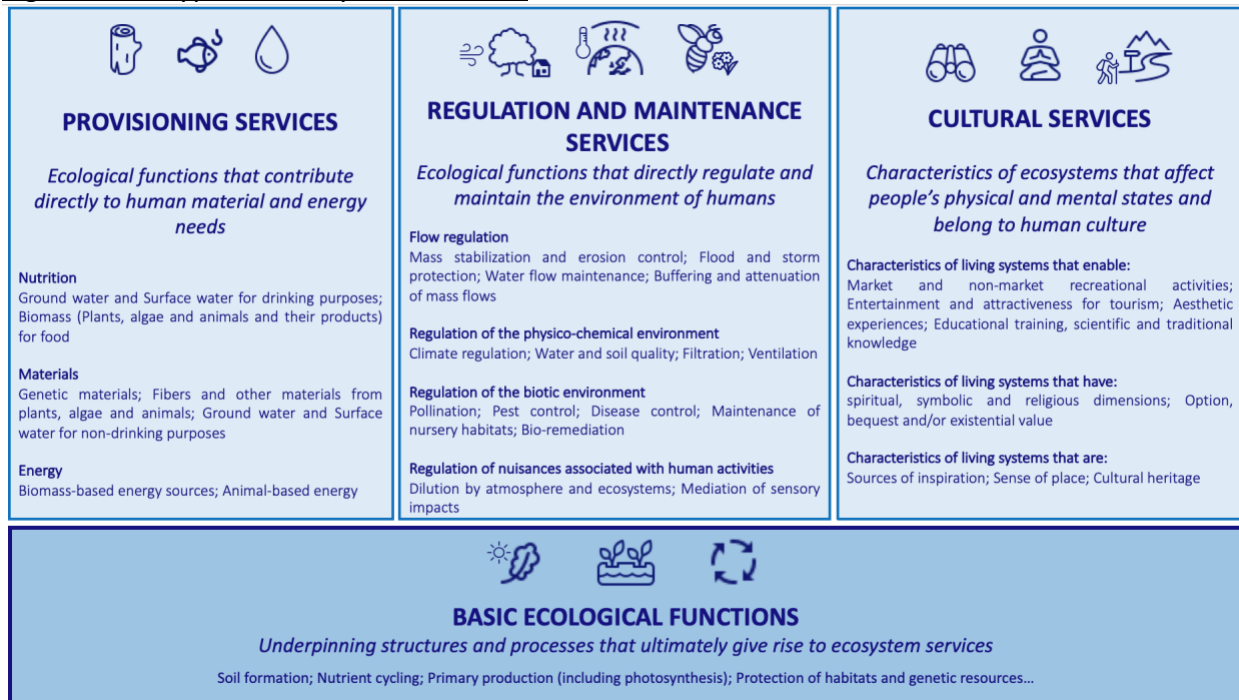 PROVISIONING SERVICES
Ecological functions that contribute
directly to human material and energy
needs
Nutrition
Ground water and Surface water for drinking purposes;
Biomass (Plants, algae and animals and their products)
for food
Materials
Genetic materials; Fibers and other materials from
plants, algae and animals; Ground water and Surface
water for non-drinking purposes
Energy
Biomass-based energy sources; Animal-based energy
REGULATION AND MAINTENANCE
SERVICES
Ecological functions that directly regulate and
maintain the environment of humans
Flow regulation
Mass stabilization and erosion control; Flood and storm
protection; Water flow maintenance; Buffering and attenuation
of mass flows
Regulation of the physico-chemical environment
Climate regulation; Water and soil quality; Filtration; Ventilation
Regulation of the biotic environment
Pollination; Pest control; Disease control; Maintenance of
nursery habitats; Bio-remediation
Regulation of nuisances associated with human activities
Dilution by atmosphere and ecosystems; Mediation of sensory
impacts
CULTURAL SERVICES
Characteristics of ecosystems that affect
people’s physical and mental states and
belong to human culture
Characteristics of living systems that enable:
Market and non-market recreational activities;
Entertainment and attractiveness for tourism; Aesthetic
experiences; Educational training, scientific and traditional
knowledge
Characteristics of living systems that have:
spiritual, symbolic and religious dimensions; Option,
bequest and/or existential value
Characteristics of living systems that are:
Sources of inspiration; Sense of place; Cultural heritage
BASIC ECOLOGICAL FUNCTIONS
Underpinning structures and processes that ultimately give rise to ecosystem services
Soil formation; Nutrient cycling; Primary production (including photosynthesis); Protection of habitats and genetic resources…